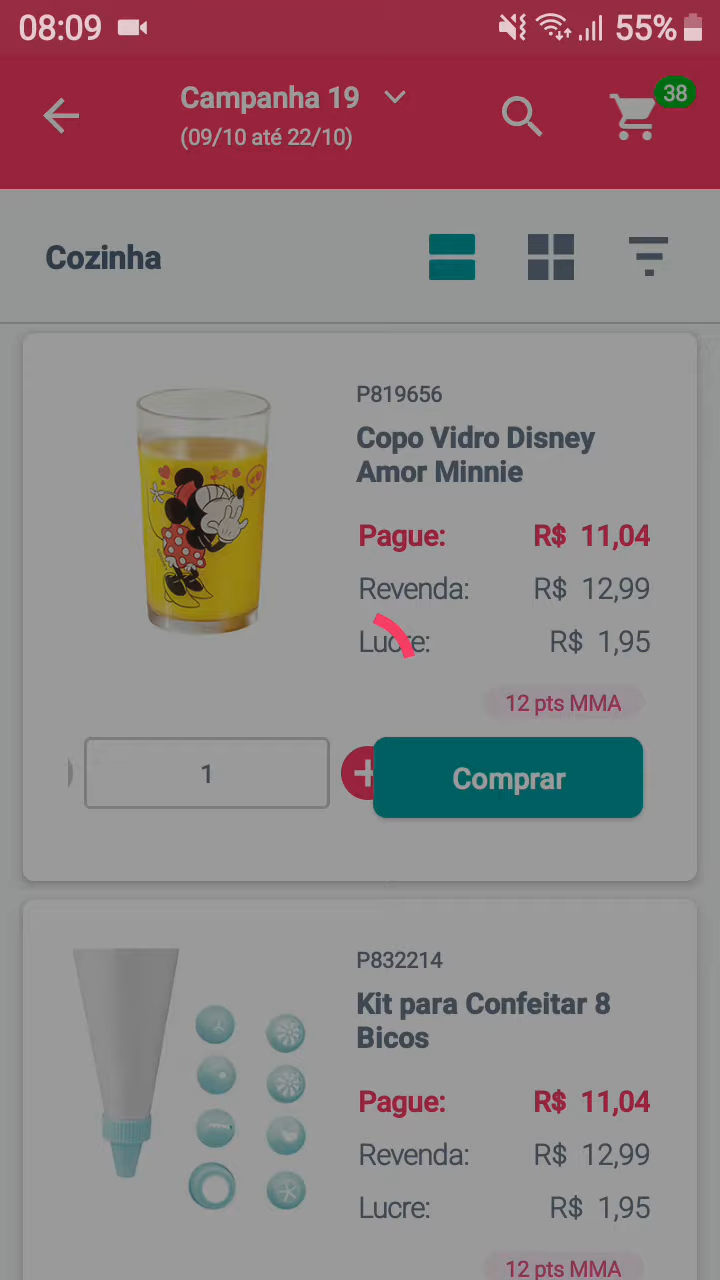 08:09 55%
Campanha 19 38
(09/10 até 22/10)
Cozinha
P819656
Copo Vidro Disney
Amor Minnie
Pague: R$ 11,04
Revenda: R$ 12,99
Lucre: R$ 1,95
12 pts MMA
1 + Comprar
P832214
Kit para Confeitar 8
Bicos
Pague: R$ 11,04
Revenda: R$ 12,99
Lucre: R$ 1,95
12 pts MMA